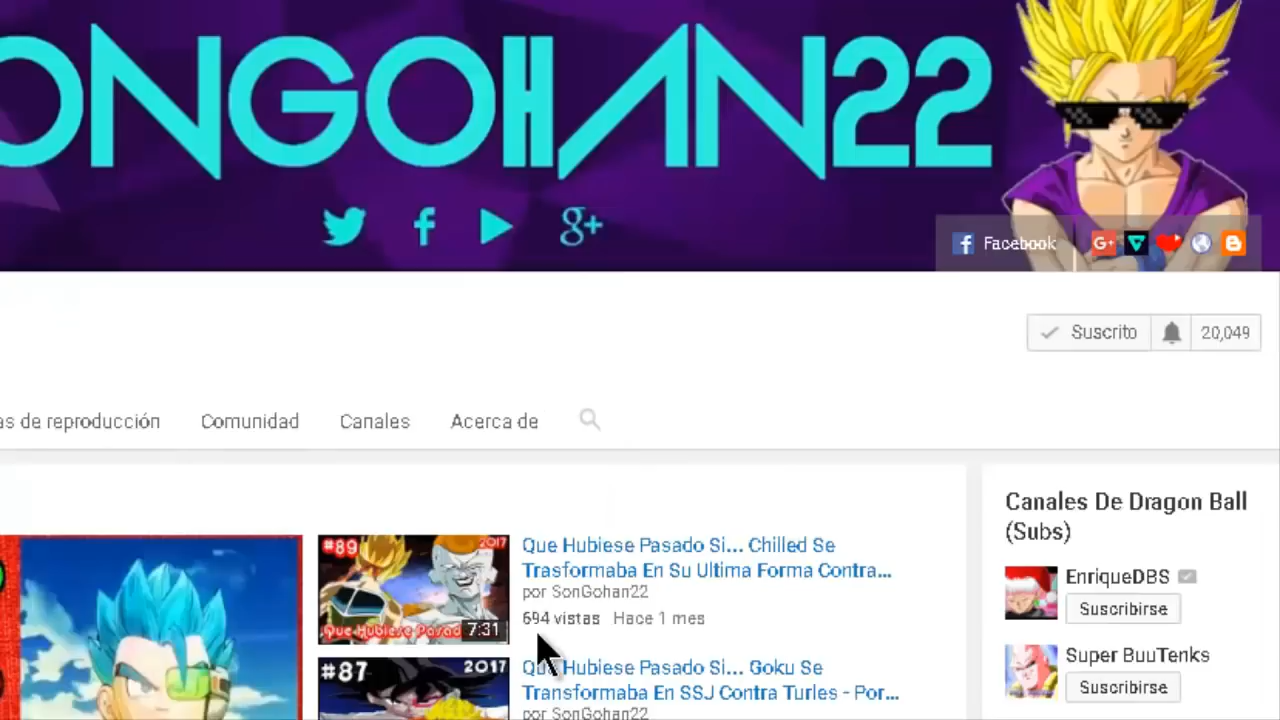 ONGOHAN22
g+
Facebook
G+
Suscrito
20,049
as de reproducción
Comunidad
Canales
Acerca de
#89
2017
Que Hubiese Pasad
7:31
Que Hubiese Pasado Si... Chilled Se
Trasformaba En Su Ultima Forma Contra...
por SonGohan22
694 vistas Hace 1 mes
#87
2017
Que Hubiese Pasado Si... Goku Se
Transformaba En SSJ Contra Turles - Por...
por SonGohan22
Canales De Dragon Ball
(Subs)
EnriqueDBS
Suscribirse
Super BuuTenks
Suscribirse